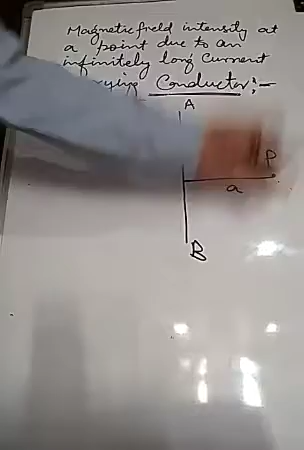 Magnetic field intensity at
a point due to an
infinitely long current
Conductor:-
A
P
a
B